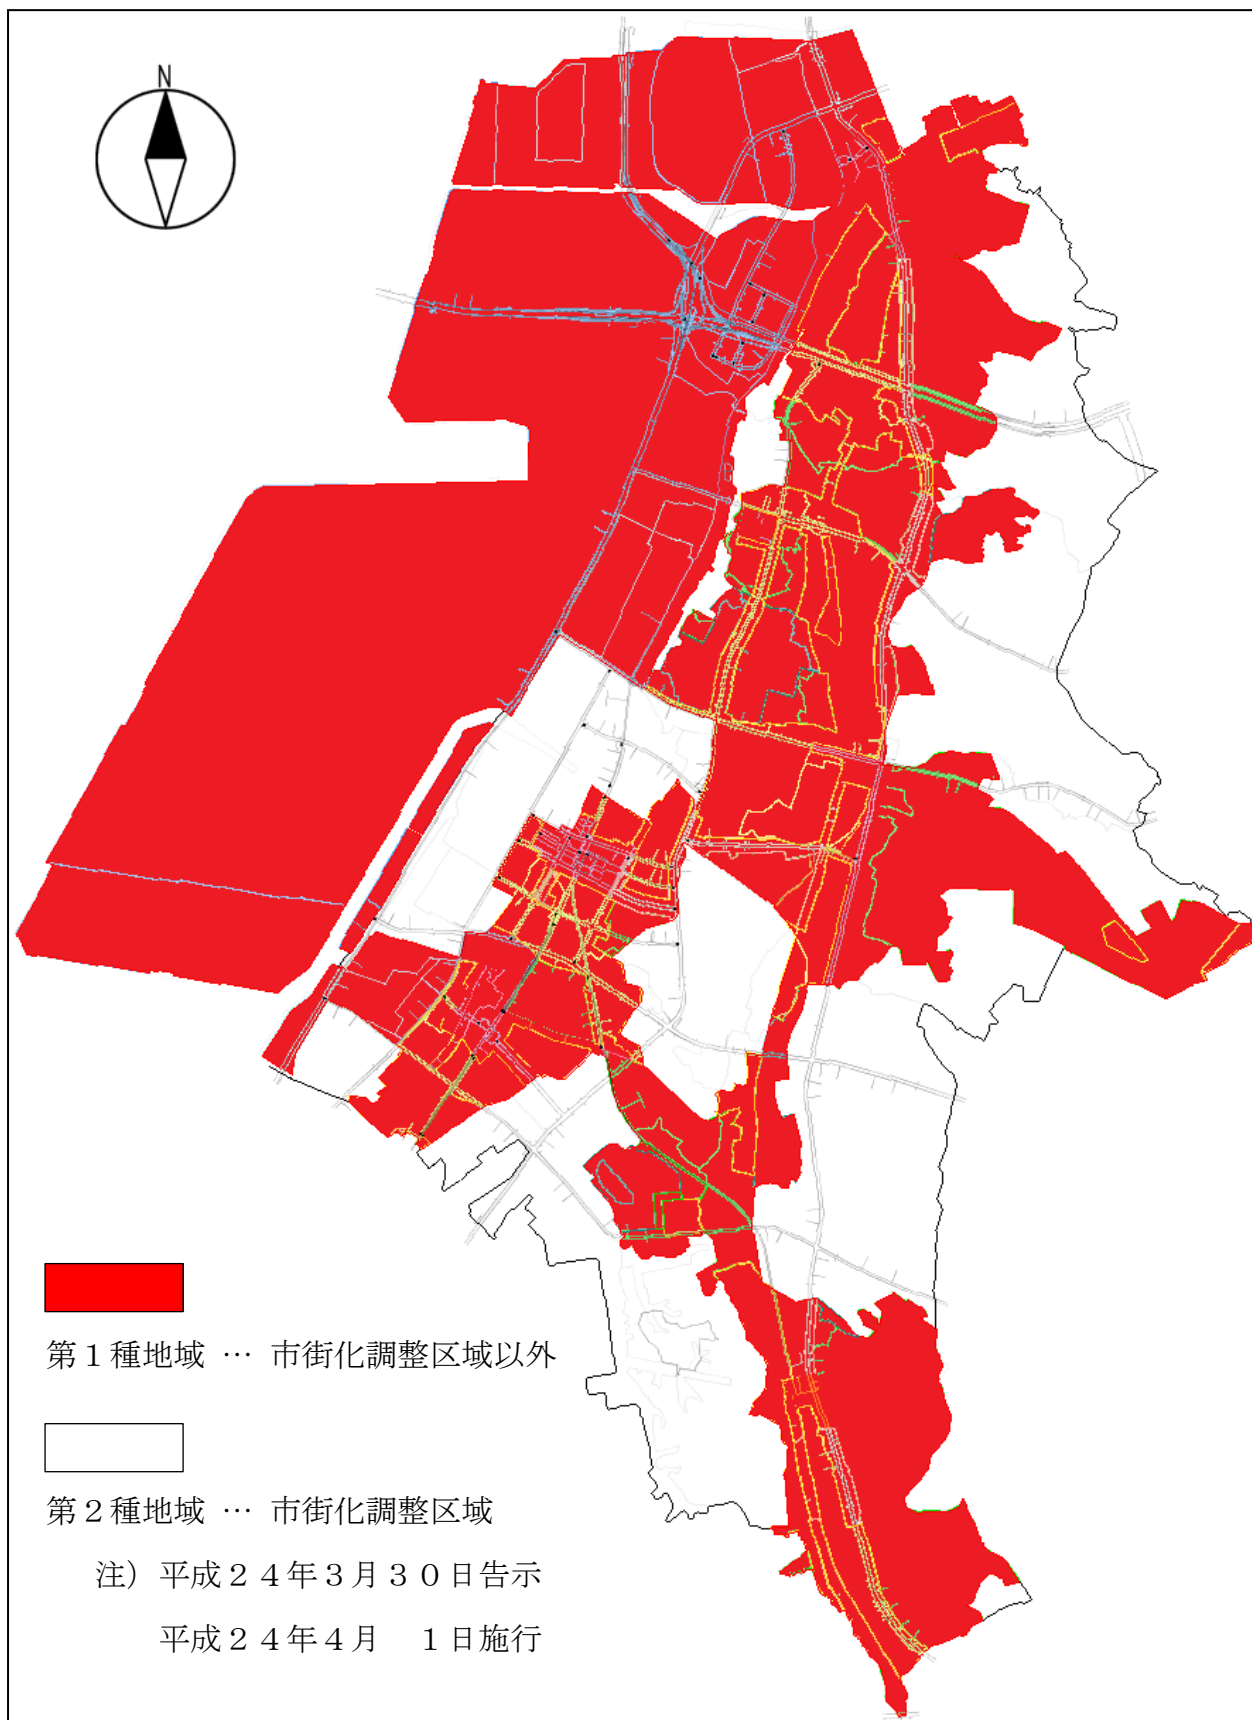 N
第１種地域 … 市街化調整区域以外
第２種地域 … 市街化調整区域
注）平成２４年３月３０日告示
平成２４年４月　１日施行